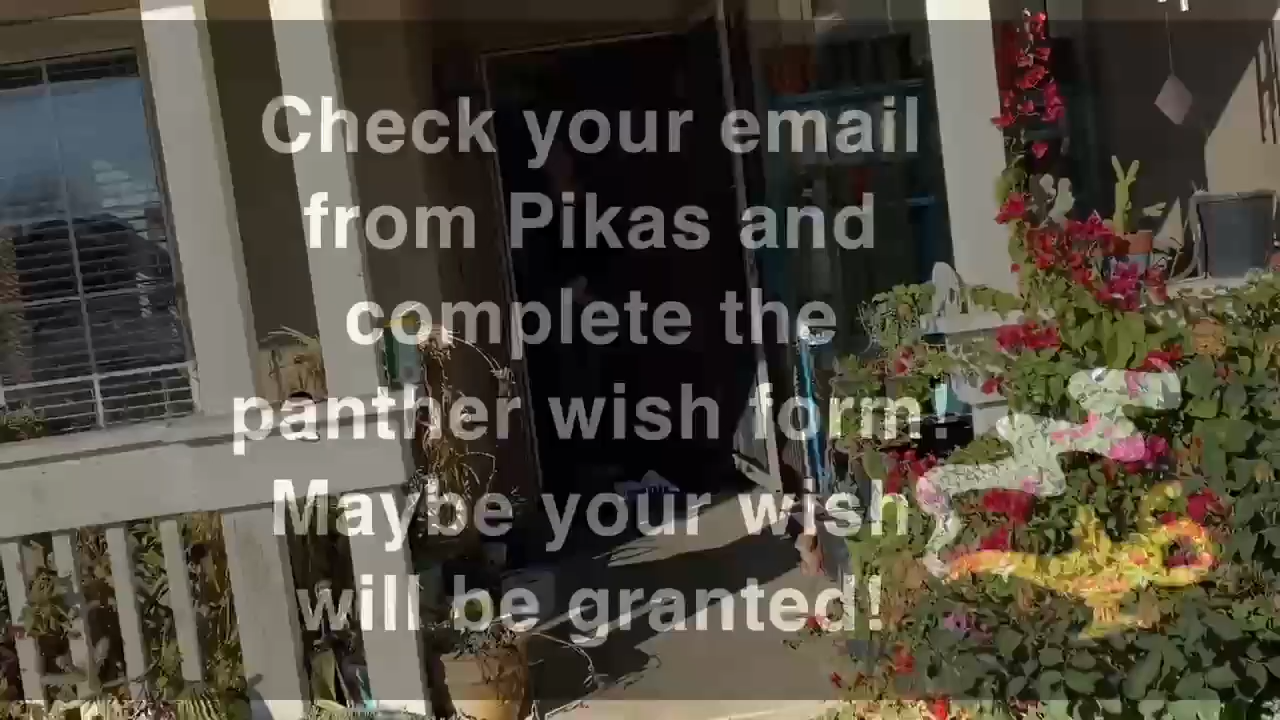 Check your email
from Pikas and
complete the
panther wish form!
Maybe your wish
will be granted!